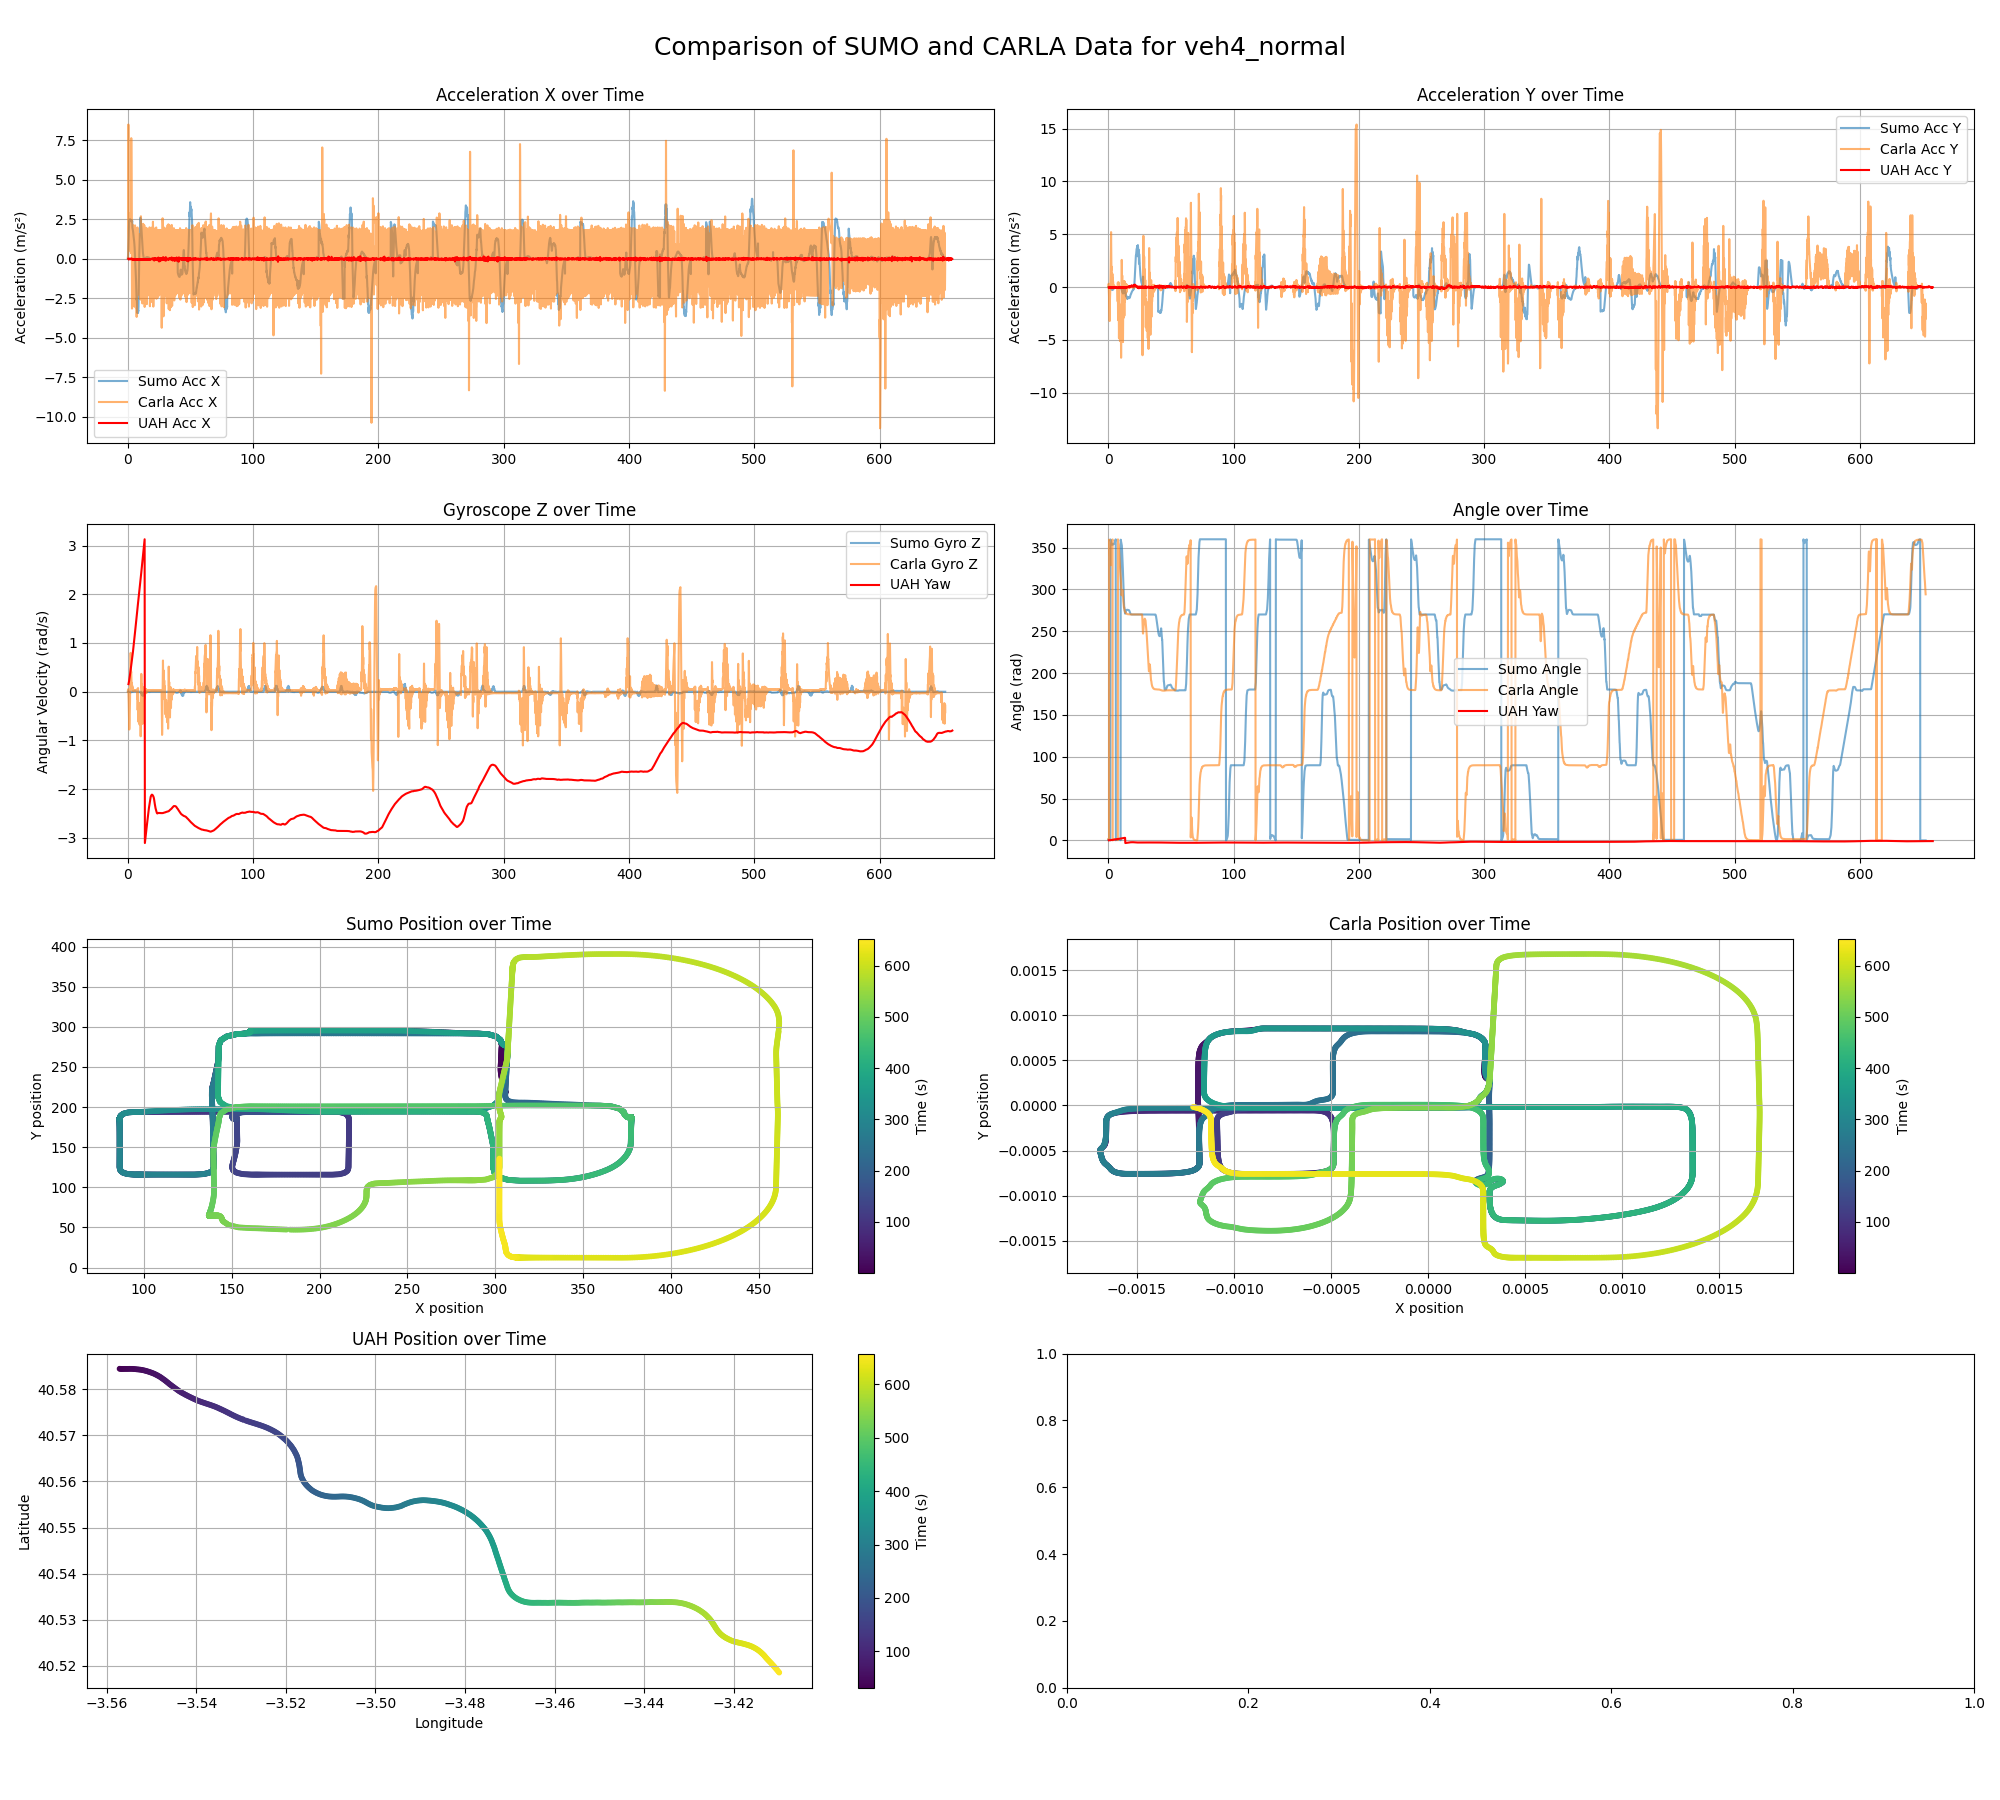 Comparison of SUMO and CARLA Data for veh4_normal
Acceleration X over Time
Acceleration (m/s²)
7.5
5.0
2.5
0.0
−2.5
−5.0
−7.5
−10.0
Sumo Acc X
Carla Acc X
UAH Acc X
0 100 200 300 400 500 600
Acceleration Y over Time
Acceleration (m/s²)
15
10
5
0
−5
−10
Sumo Acc Y
Carla Acc Y
UAH Acc Y
0 100 200 300 400 500 600
Gyroscope Z over Time
Angular Velocity (rad/s)
3
2
1
0
−1
−2
−3
Sumo Gyro Z
Carla Gyro Z
UAH Yaw
0 100 200 300 400 500 600
Angle over Time
Angle (rad)
350
300
250
200
150
100
50
0
Sumo Angle
Carla Angle
UAH Yaw
0 100 200 300 400 500 600
Sumo Position over Time
Y position
400
350
300
250
200
150
100
50
0
100 150 200 250 300 350 400 450
X position
600
500
400
300
200
100
Time (s)
Carla Position over Time
Y position
0.0015
0.0010
0.0005
0.0000
−0.0005
−0.0010
−0.0015
−0.0015 −0.0010 −0.0005 0.0000 0.0005 0.0010 0.0015
X position
600
500
400
300
200
100
Time (s)
UAH Position over Time
Latitude
40.58
40.57
40.56
40.55
40.54
40.53
40.52
−3.56 −3.54 −3.52 −3.50 −3.48 −3.46 −3.44 −3.42
Longitude
600
500
400
300
200
100
Time (s)
1.0
0.8
0.6
0.4
0.2
0.0
0.0 0.2 0.4 0.6 0.8 1.0